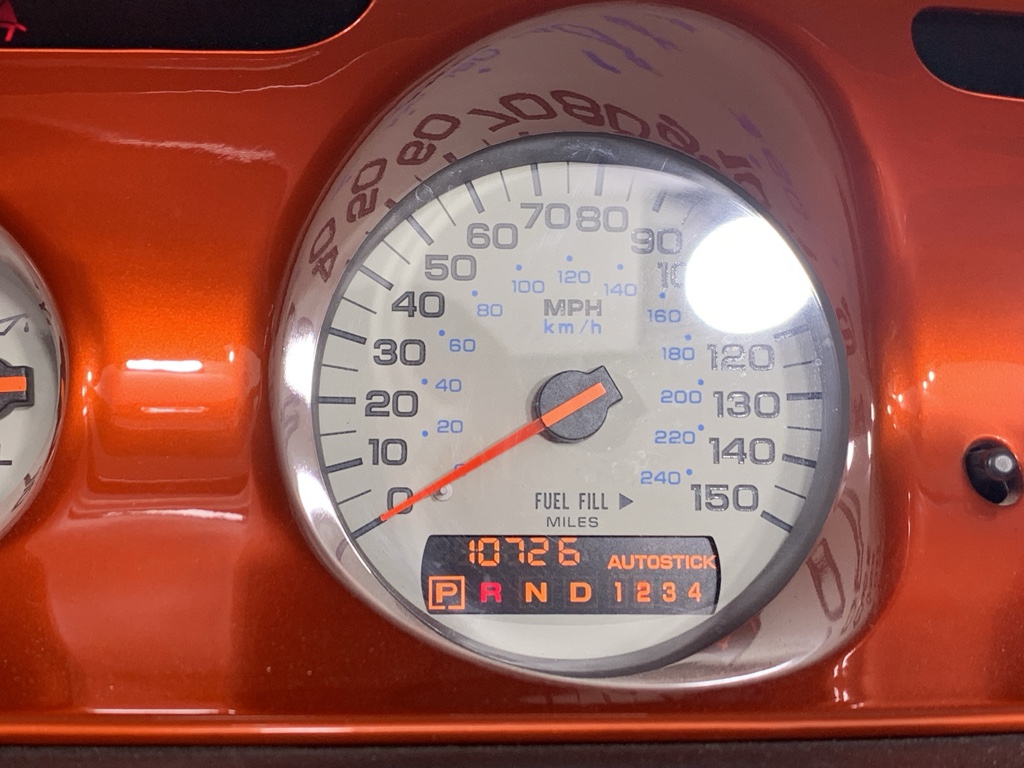 70 80
60 90
50
40
30 120
20 130
10 140
0 150
100 120 140
80 160
60 180
40 200
20 220
240
MPH
km/h
FUEL FILL ▶
MILES
10726 AUTOSTICK
P R N D 1 2 3 4